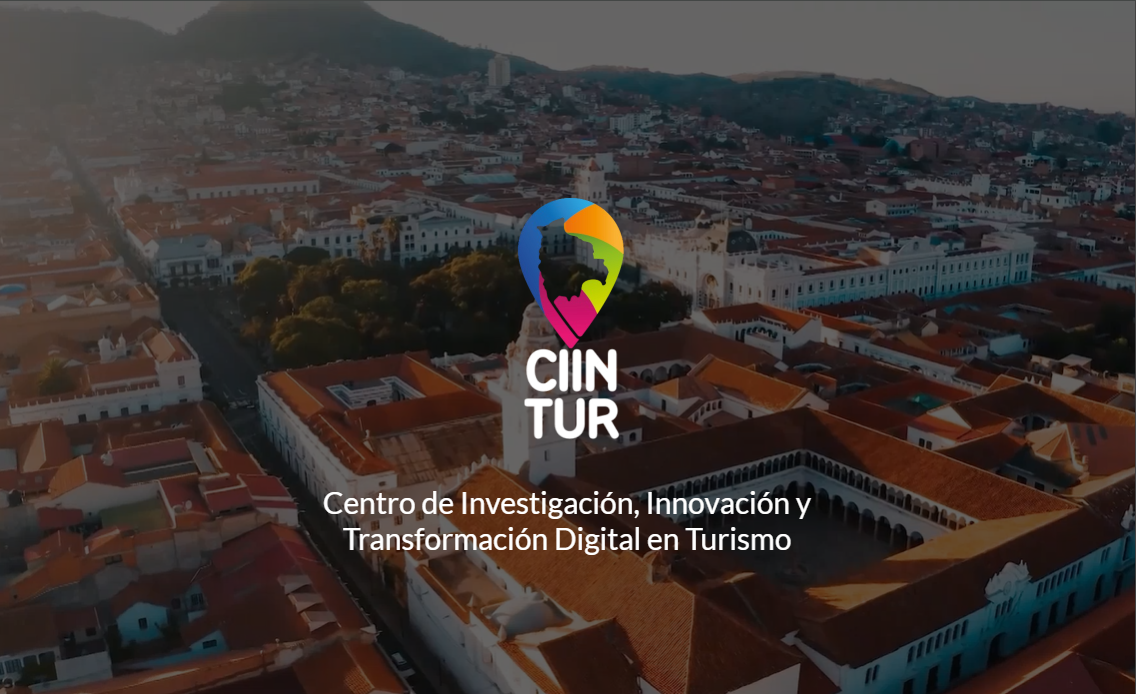 CIIN
TUR
Centro de Investigación, Innovación y
Transformación Digital en Turismo